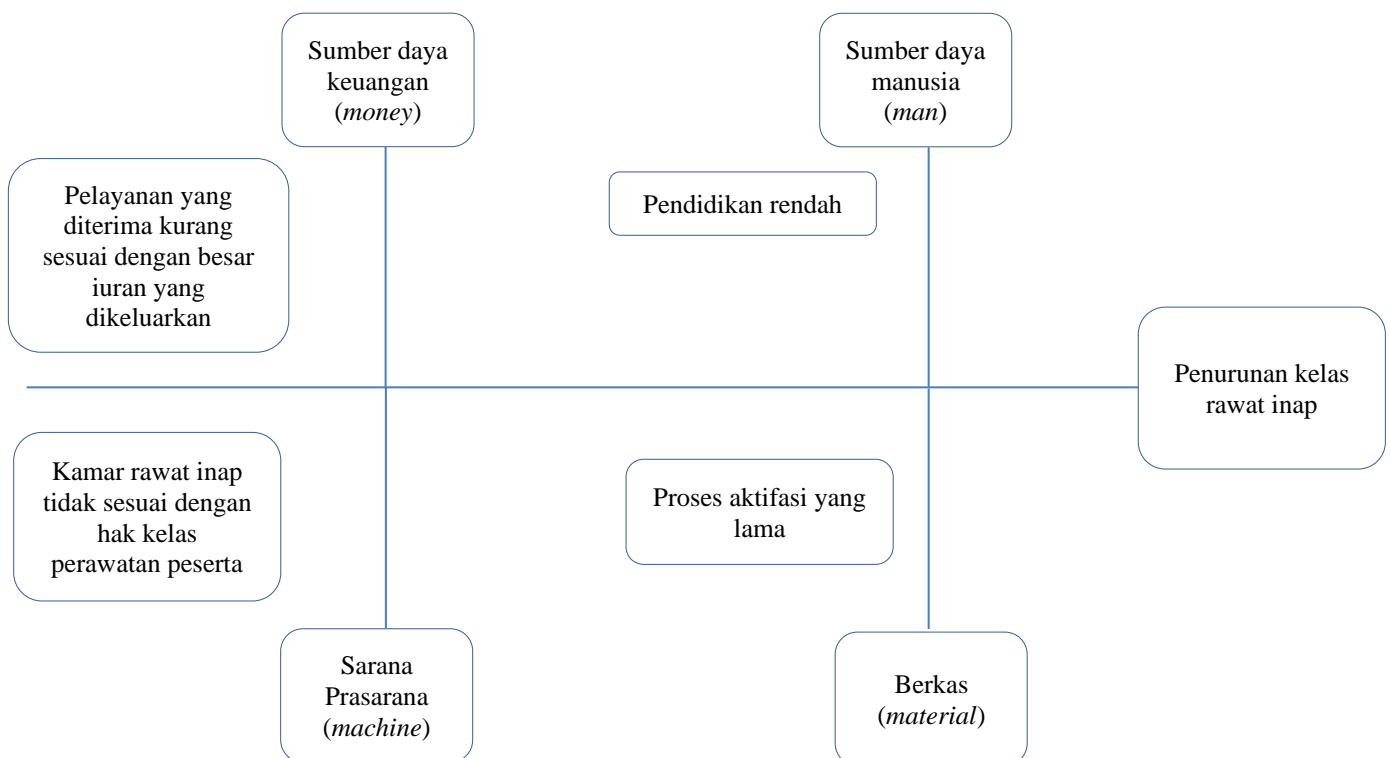 Sumber daya
keuangan
(money)
Sumber daya
manusia
(man)
Pelayanan yang
diterima kurang
sesuai dengan besar
iuran yang
dikeluarkan
Pendidikan rendah
Penurunan kelas
rawat inap
Kamar rawat inap
tidak sesuai dengan
hak kelas
perawatan peserta
Proses aktifasi yang
lama
Sarana
Prasarana
(machine)
Berkas
(material)